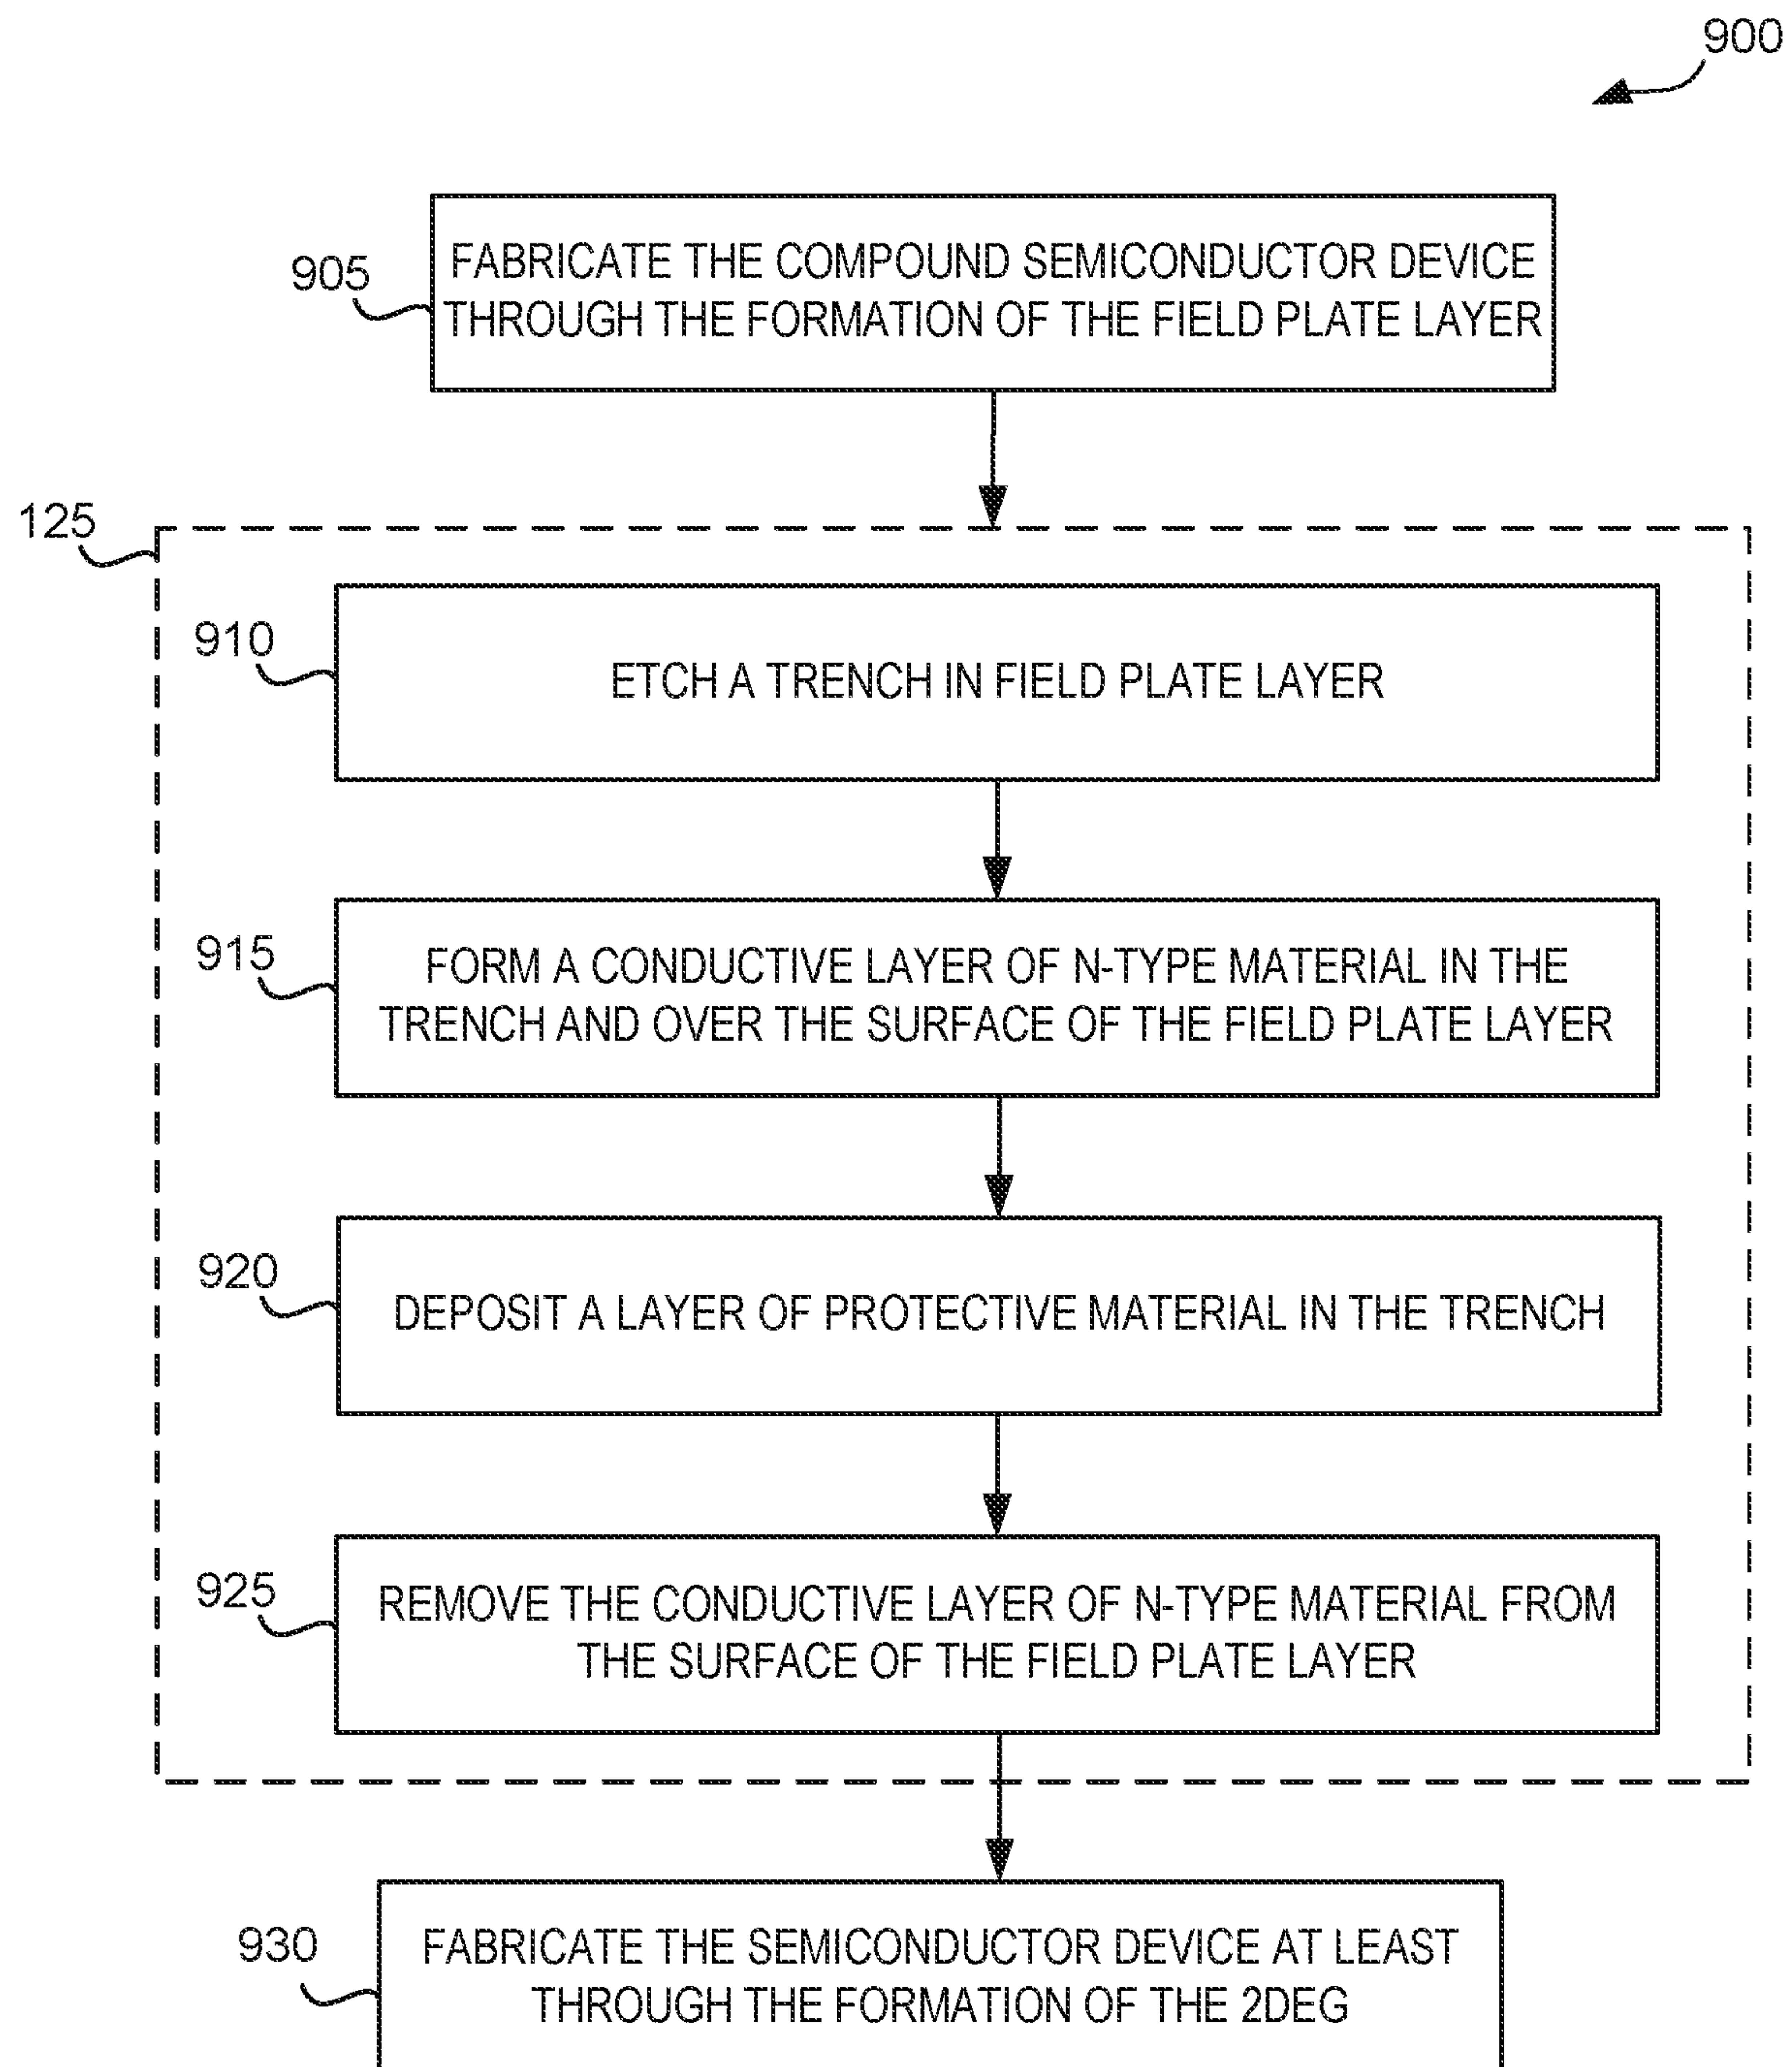 900
905
FABRICATE THE COMPOUND SEMICONDUCTOR DEVICE
THROUGH THE FORMATION OF THE FIELD PLATE LAYER
125
910
ETCH A TRENCH IN FIELD PLATE LAYER
915
FORM A CONDUCTIVE LAYER OF N-TYPE MATERIAL IN THE
TRENCH AND OVER THE SURFACE OF THE FIELD PLATE LAYER
920
DEPOSIT A LAYER OF PROTECTIVE MATERIAL IN THE TRENCH
925
REMOVE THE CONDUCTIVE LAYER OF N-TYPE MATERIAL FROM
THE SURFACE OF THE FIELD PLATE LAYER
930
FABRICATE THE SEMICONDUCTOR DEVICE AT LEAST
THROUGH THE FORMATION OF THE 2DEG